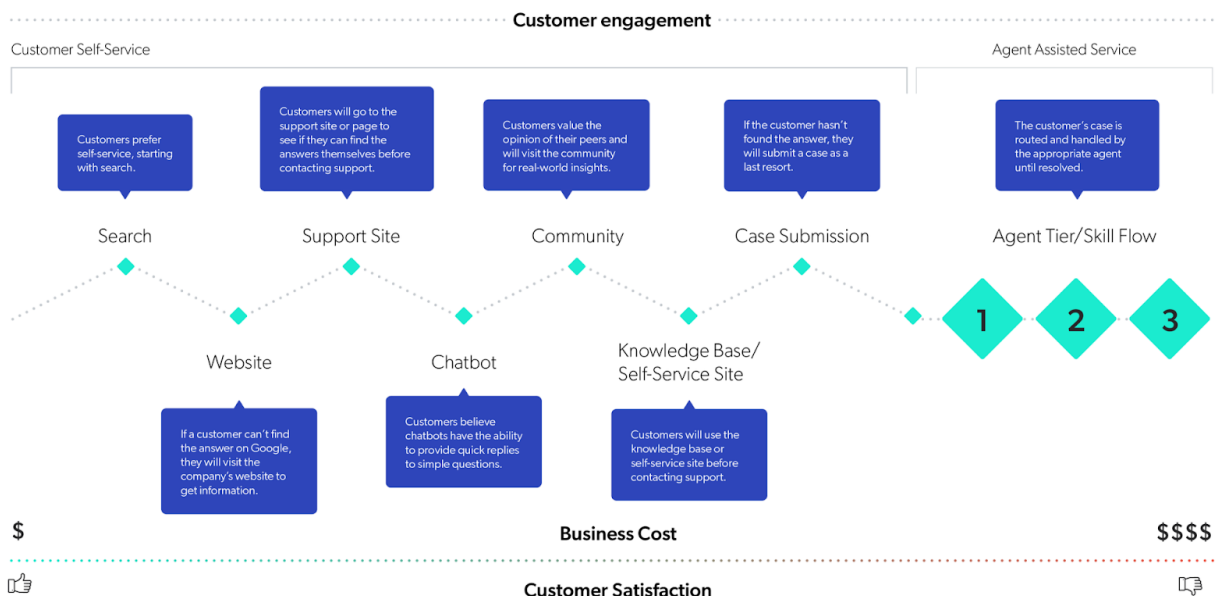 Customer engagement
Customer Self-Service
Agent Assisted Service
Customers prefer
self-service, starting
with search.
Customers will go to the
support site or page to
see if they can find the
answers themselves before
contacting support.
Customers value the
opinion of their peers and
will visit the community
for real-world insights.
If the customer hasn't
found the answer, they
will submit a case as a
last resort.
The customer's case is
routed and handled by
the appropriate agent
until resolved.
Search
Support Site
Community
Case Submission
Agent Tier/Skill Flow
1
2
3
Website
Chatbot
Knowledge Base/
Self-Service Site
If a customer can't find
the answer on Google,
they will visit the
company's website to
get information.
Customers believe
chatbots have the ability
to provide quick replies
to simple questions.
Customers will use the
knowledge base or
self-service site before
contacting support.
$
Business Cost
$$$$
Customer Satisfaction